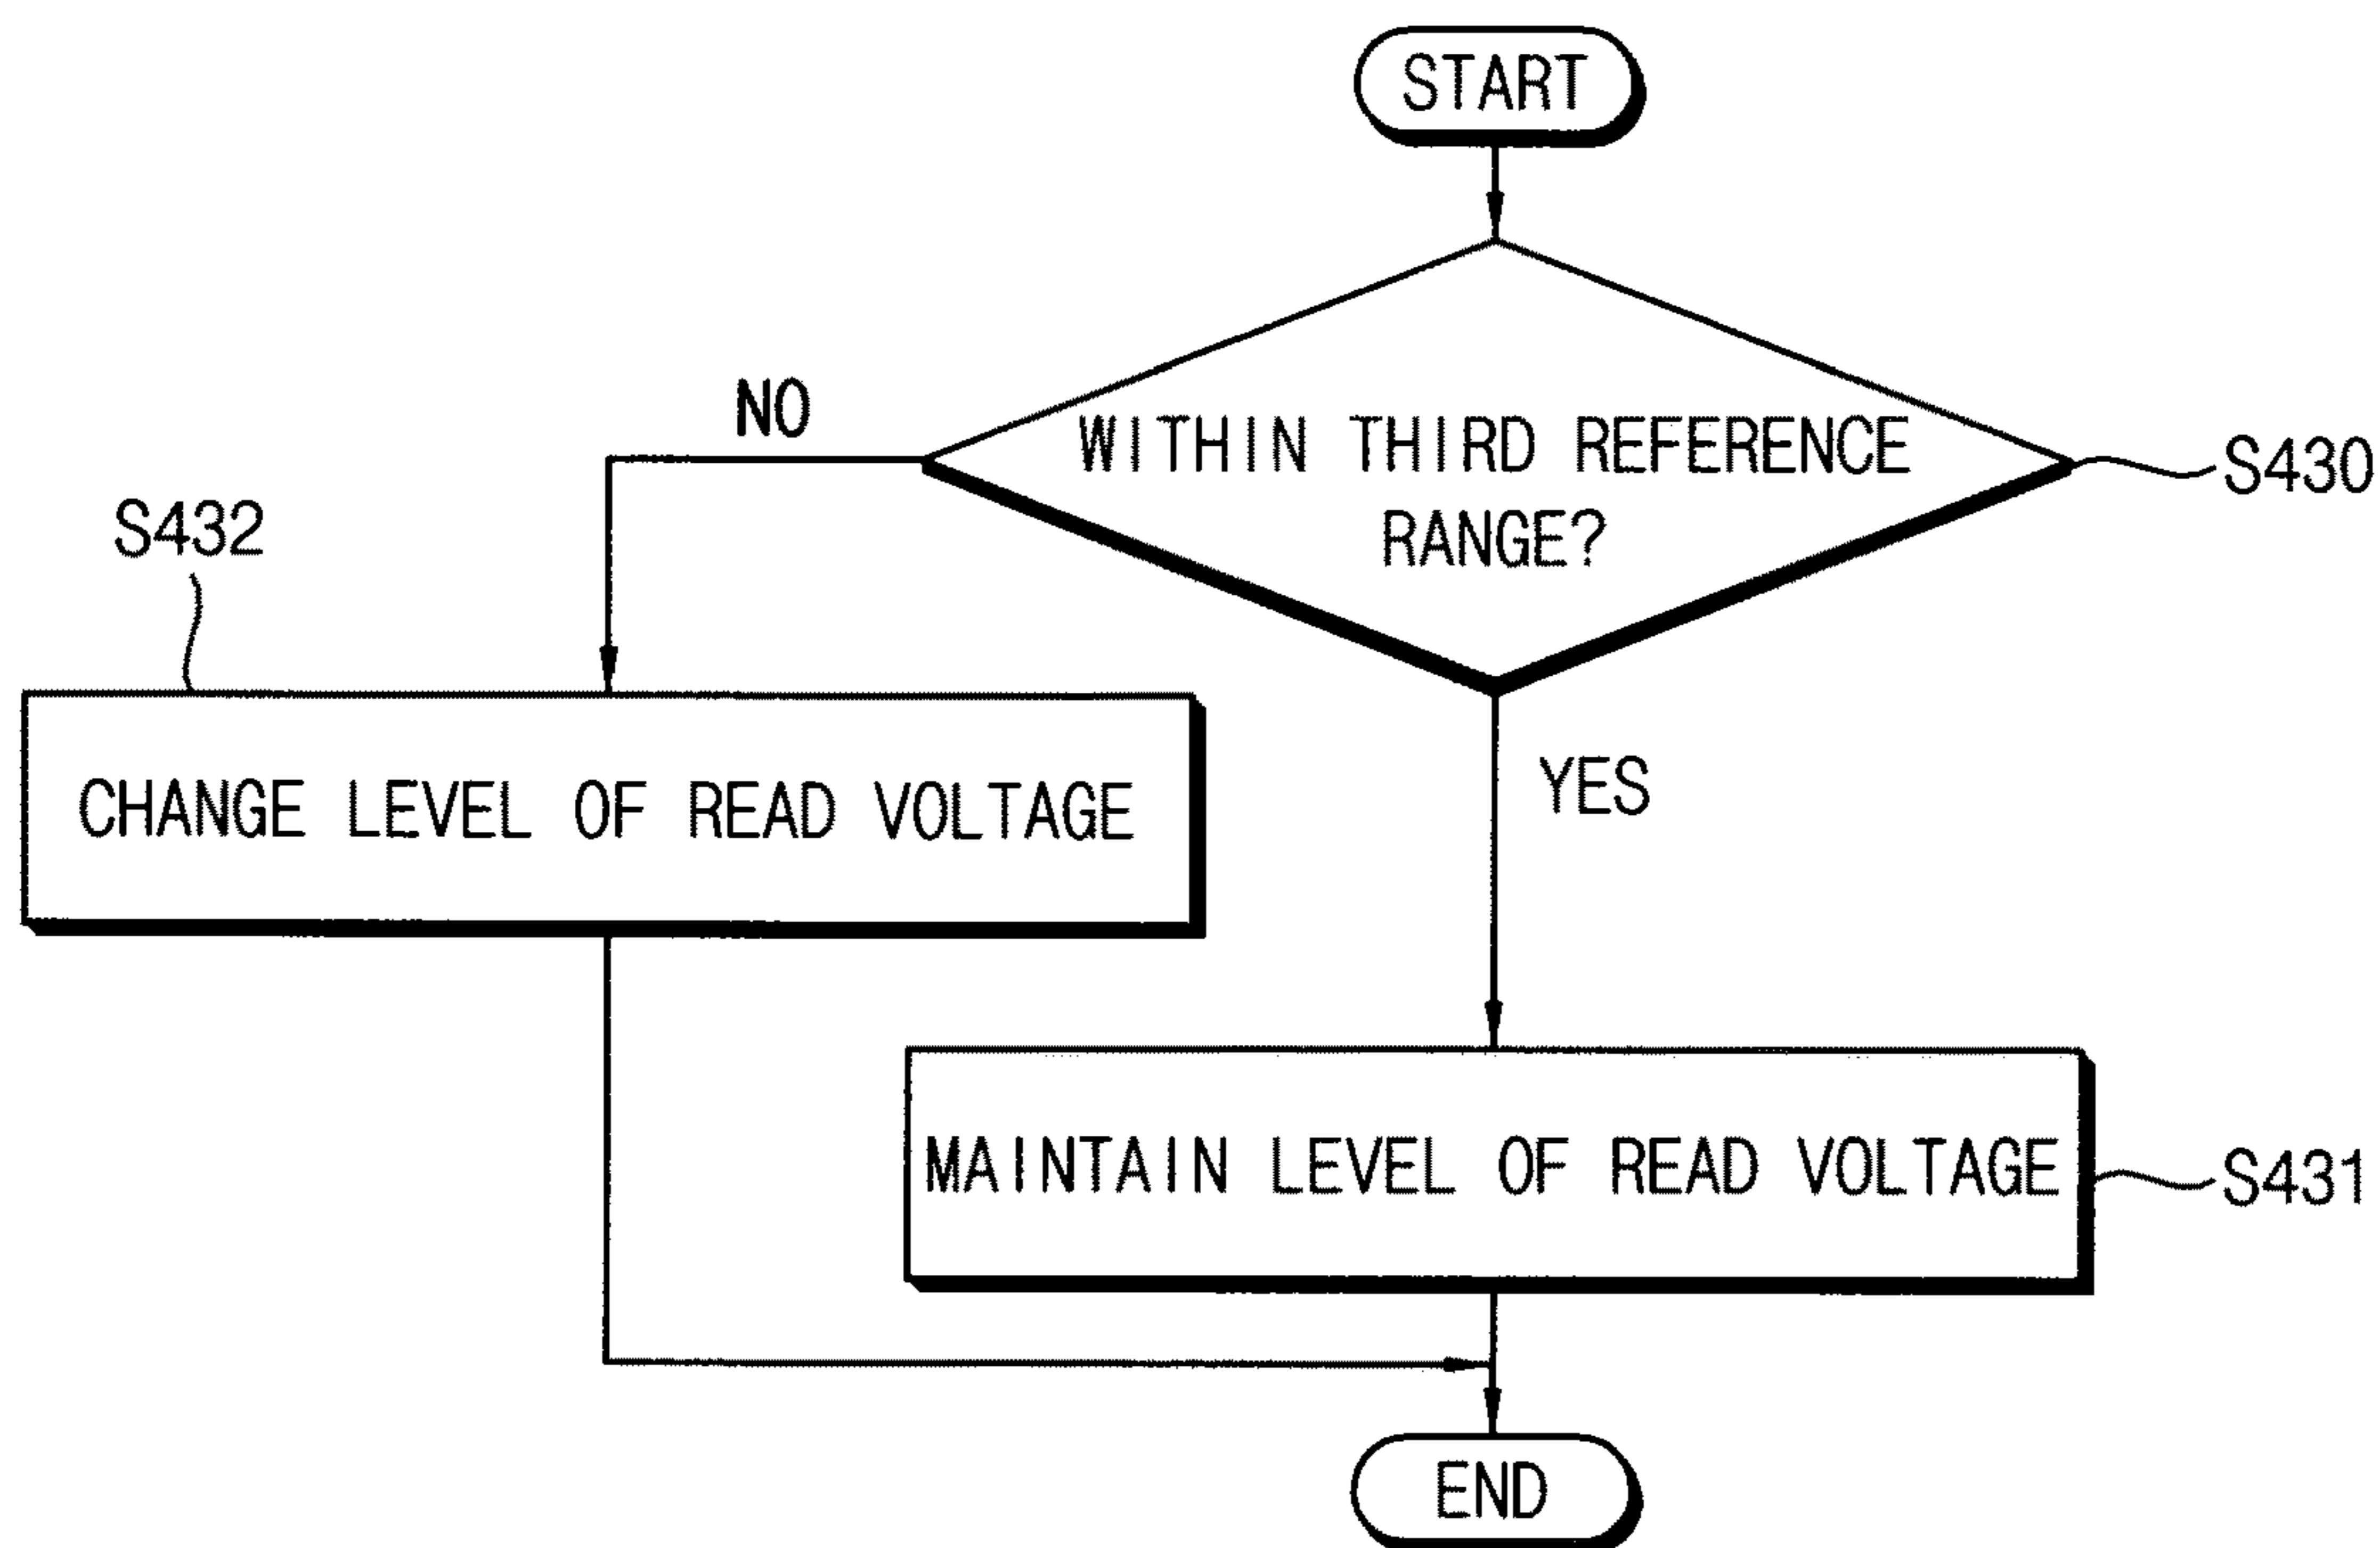 START
NO
WITHIN THIRD REFERENCE
RANGE?
S430
S432
CHANGE LEVEL OF READ VOLTAGE
YES
MAINTAIN LEVEL OF READ VOLTAGE
S431
END